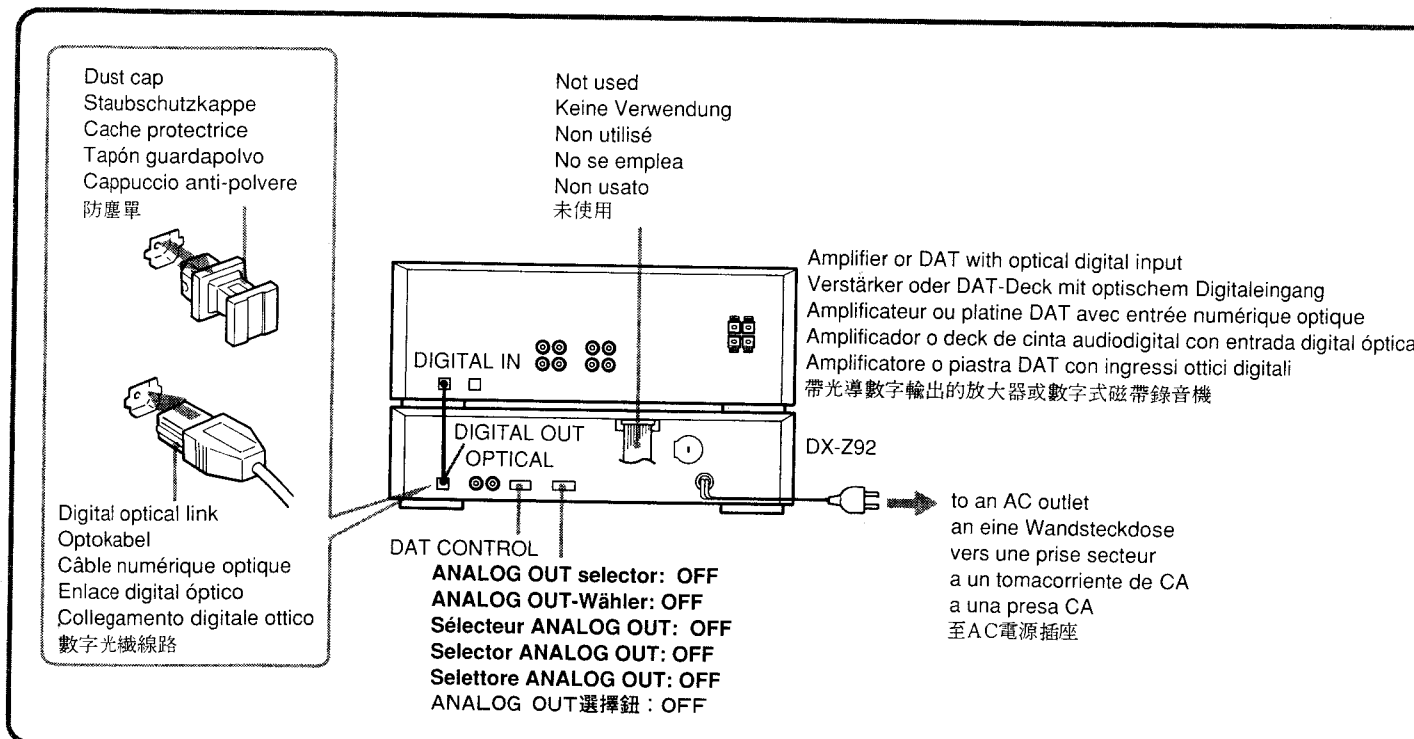 Dust cap
Staubschutzkappe
Cache protectrice
Tapón guardapolvo
Cappuccio anti-polvere
防塵單
Not used
Keine Verwendung
Non utilisé
No se emplea
Non usato
未使用
Amplifier or DAT with optical digital input
Verstärker oder DAT-Deck mit optischem Digitaleingang
Amplificateur ou platine DAT avec entrée numérique optique
Amplificador o deck de cinta audiodigital con entrada digital óptica
Amplificatore o piastra DAT con ingressi ottici digitali
帶光導數字輸出的放大器或數字式磁帶錄音機
DIGITAL IN
DIGITAL OUT
OPTICAL
DX-Z92
Digital optical link
Optokabel
Câble numérique optique
Enlace digital óptico
Collegamento digitale ottico
數字光纖線路
DAT CONTROL
ANALOG OUT selector: OFF
ANALOG OUT-Wähler: OFF
Sélecteur ANALOG OUT: OFF
Selector ANALOG OUT: OFF
Selettore ANALOG OUT: OFF
ANALOG OUT選擇鈕：OFF
to an AC outlet
an eine Wandsteckdose
vers une prise secteur
a un tomacorriente de CA
a una presa CA
至AC電源插座